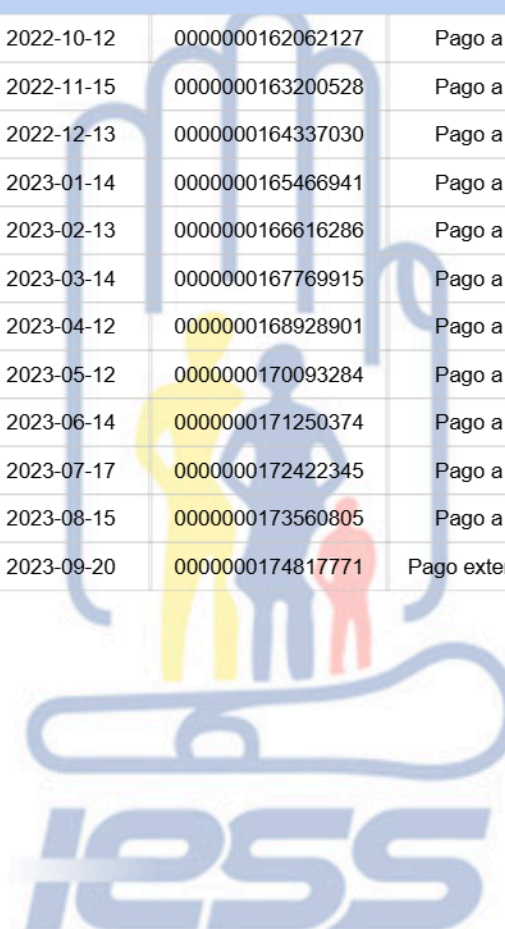 2022-10-12 0000000162062127 Pago a
2022-11-15 0000000163200528 Pago a
2022-12-13 0000000164337030 Pago a
2023-01-14 0000000165466941 Pago a
2023-02-13 0000000166616286 Pago a
2023-03-14 0000000167769915 Pago a
2023-04-12 0000000168928901 Pago a
2023-05-12 0000000170093284 Pago a
2023-06-14 0000000171250374 Pago a
2023-07-17 0000000172422345 Pago a
2023-08-15 0000000173560805 Pago a
2023-09-20 0000000174817771 Pago exte
IESS